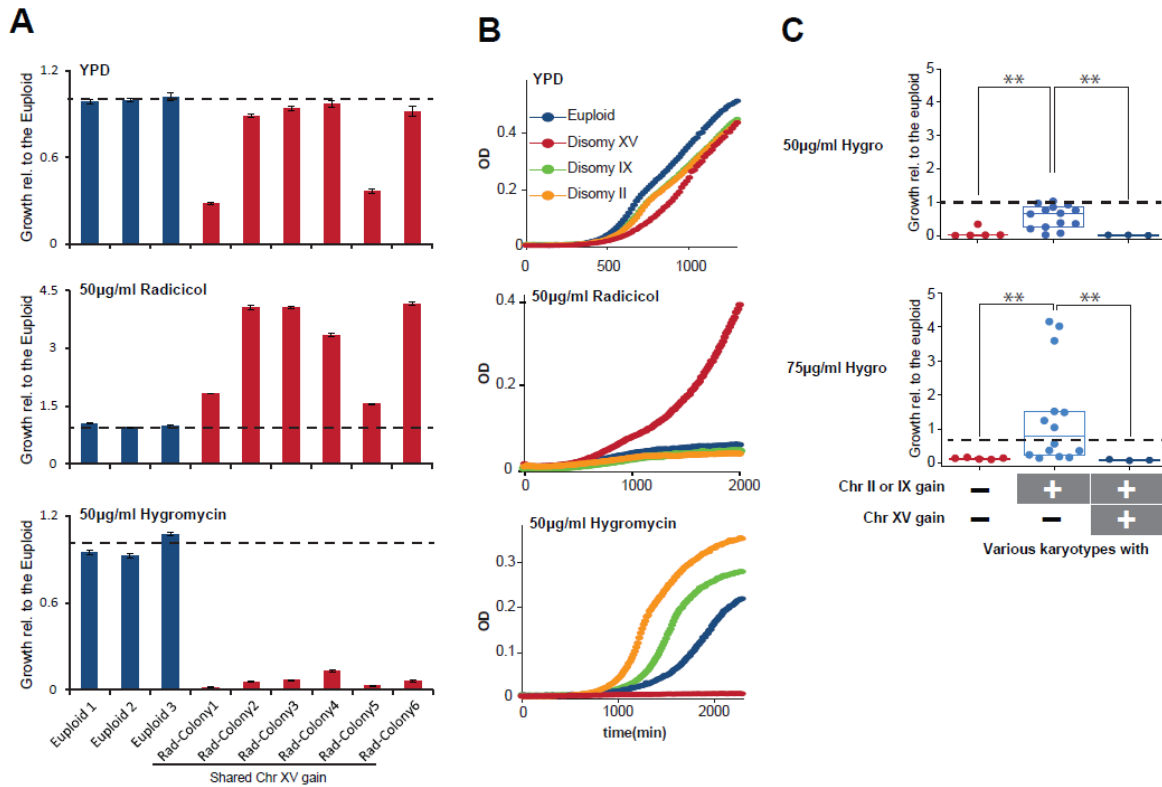 A
YPD
Growth rel. to the Euploid
1.2
0.6
0
50µg/ml Radicicol
Growth rel. to the Euploid
4.5
3
1.5
0
50µg/ml Hygromycin
Growth rel. to the Euploid
1.2
0.6
0
Euploid 1
Euploid 2
Euploid 3
Rad-Colony1
Rad-Colony2
Rad-Colony3
Rad-Colony4
Rad-Colony5
Rad-Colony6
Shared Chr XV gain
B
YPD
Euploid
Disomy XV
Disomy IX
Disomy II
OD
0.4
0.2
0
0
500
1000
50µg/ml Radicicol
OD
0.4
0.2
0
0
1000
2000
50µg/ml Hygromycin
OD
0.3
0.2
0.1
0
0
1000
2000
time(min)
C
50µg/ml Hygro
Growth rel. to the euploid
5
4
3
2
1
0
**
**
75µg/ml Hygro
Growth rel. to the euploid
5
4
3
2
1
0
**
**
Chr II or IX gain
− + +
Chr XV gain
− − +
Various karyotypes with